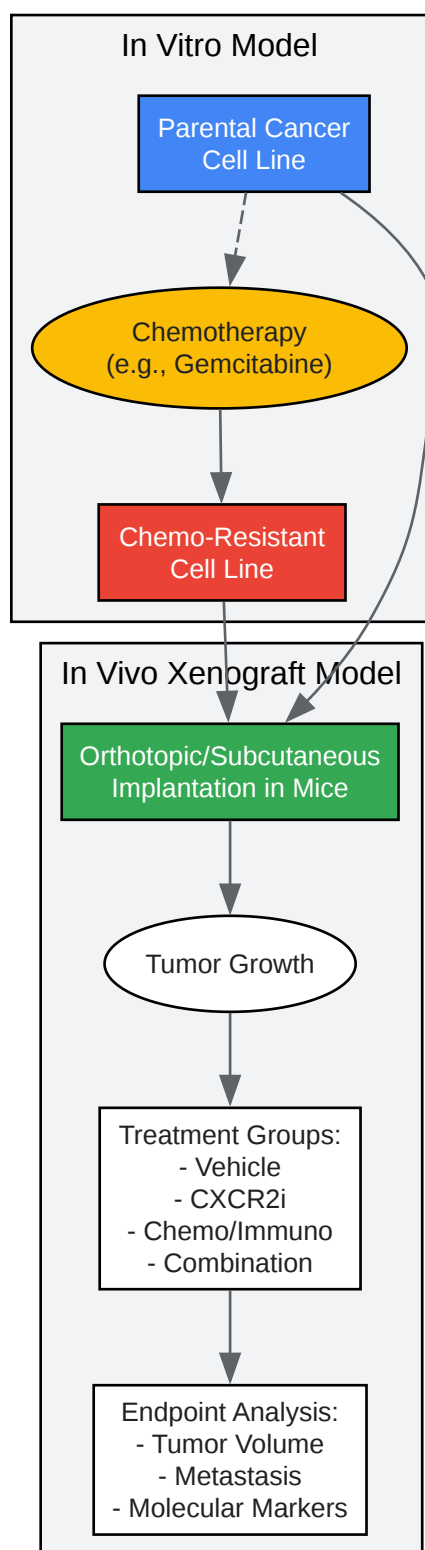 In Vitro Model
Parental Cancer
Cell Line
Chemotherapy
(e.g., Gemcitabine)
Chemo-Resistant
Cell Line
In Vivo Xenograft Model
Orthotopic/Subcutaneous
Implantation in Mice
Tumor Growth
Treatment Groups:
- Vehicle
- CXCR2i
- Chemo/Immuno
- Combination
Endpoint Analysis:
- Tumor Volume
- Metastasis
- Molecular Markers